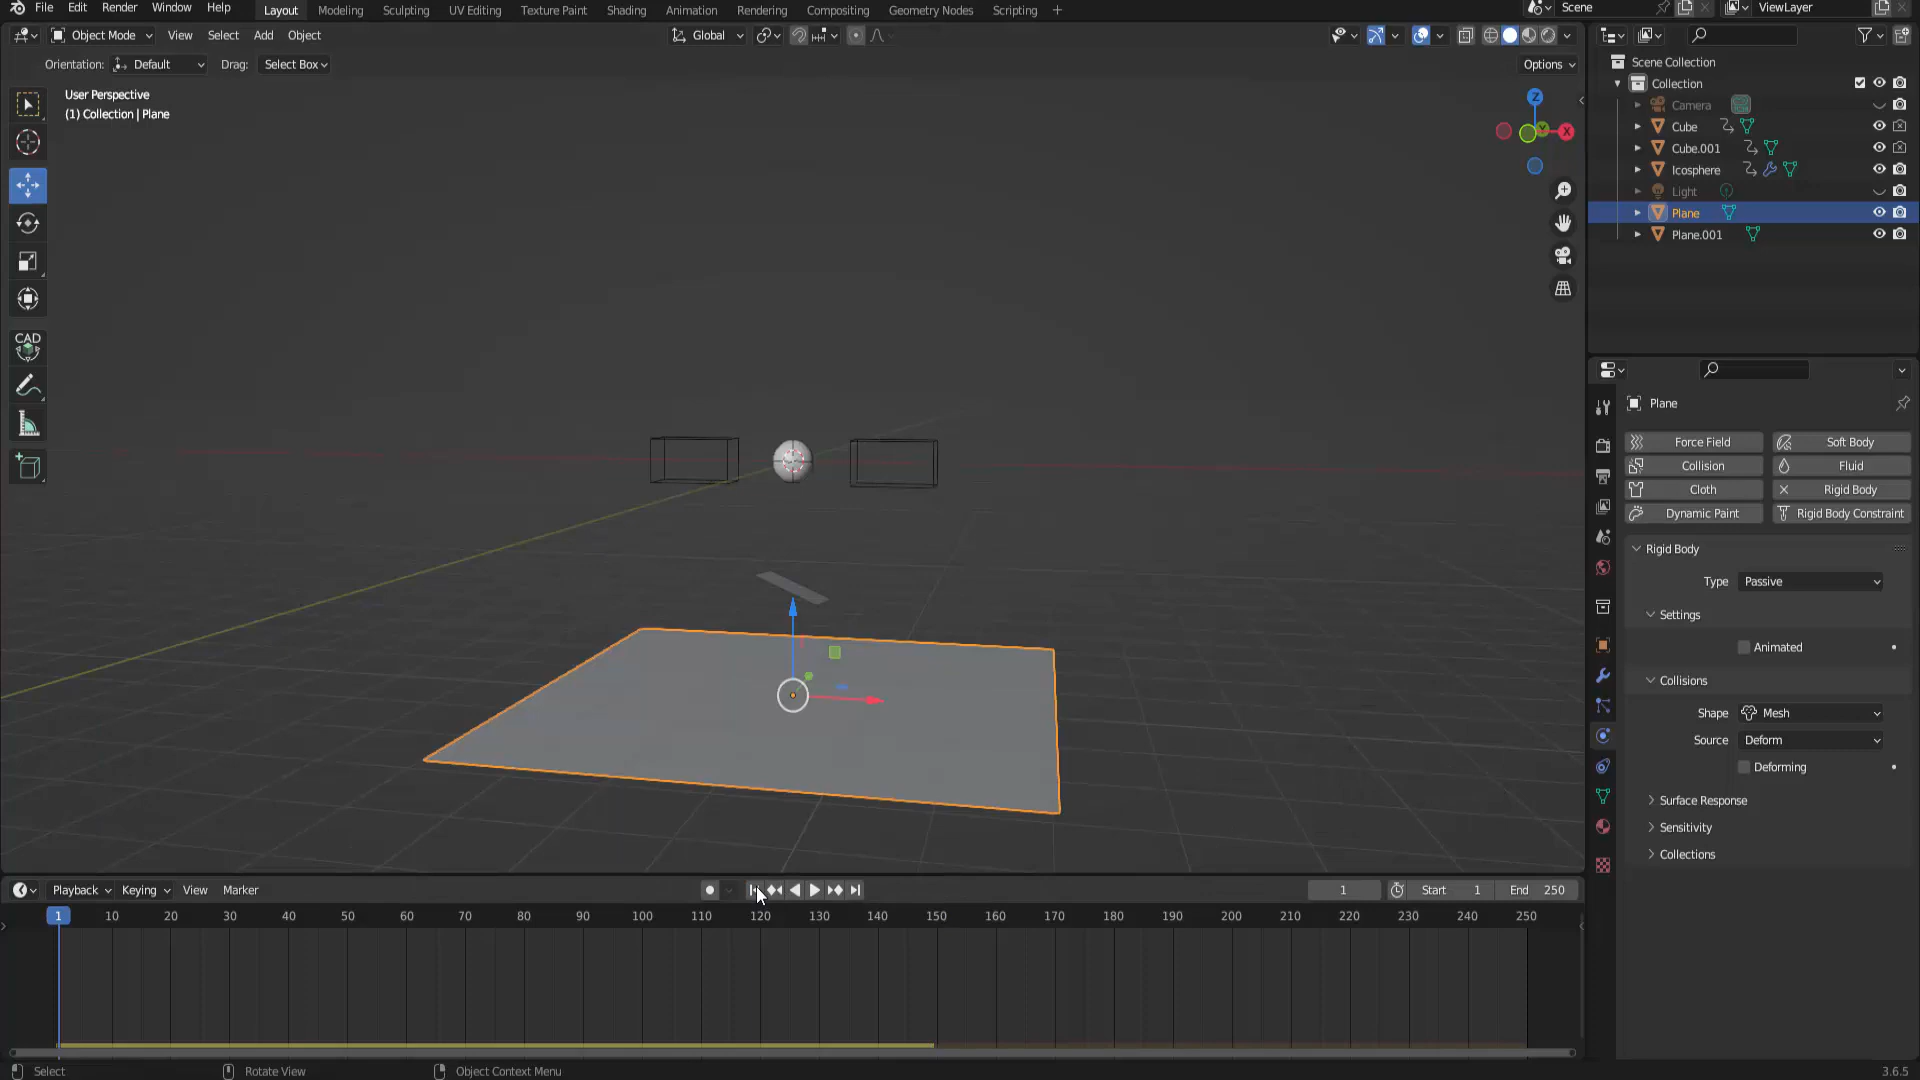 File Edit Render Window Help Layout Modeling Sculpting UV Editing Texture Paint Shading Animation Rendering Compositing Geometry Nodes Scripting + Scene ViewLayer
Object Mode View Select Add Object Global
Orientation: Default Drag: Select Box Options
User Perspective
(1) Collection | Plane
Z
Y
X
CAD
Scene Collection
Collection
Camera
Cube
Cube.001
Icosphere
Light
Plane
Plane.001
Plane
Force Field Soft Body
Collision Fluid
Cloth Rigid Body
Dynamic Paint Rigid Body Constraint
Rigid Body
Type Passive
Settings
Animated
Collisions
Shape Mesh
Source Deform
Deforming
Surface Response
Sensitivity
Collections
Playback Keying View Marker 1 Start 1 End 250
1 10 20 30 40 50 60 70 80 90 100 110 120 130 140 150 160 170 180 190 200 210 220 230 240 250
Select Rotate View Object Context Menu 3.6.5